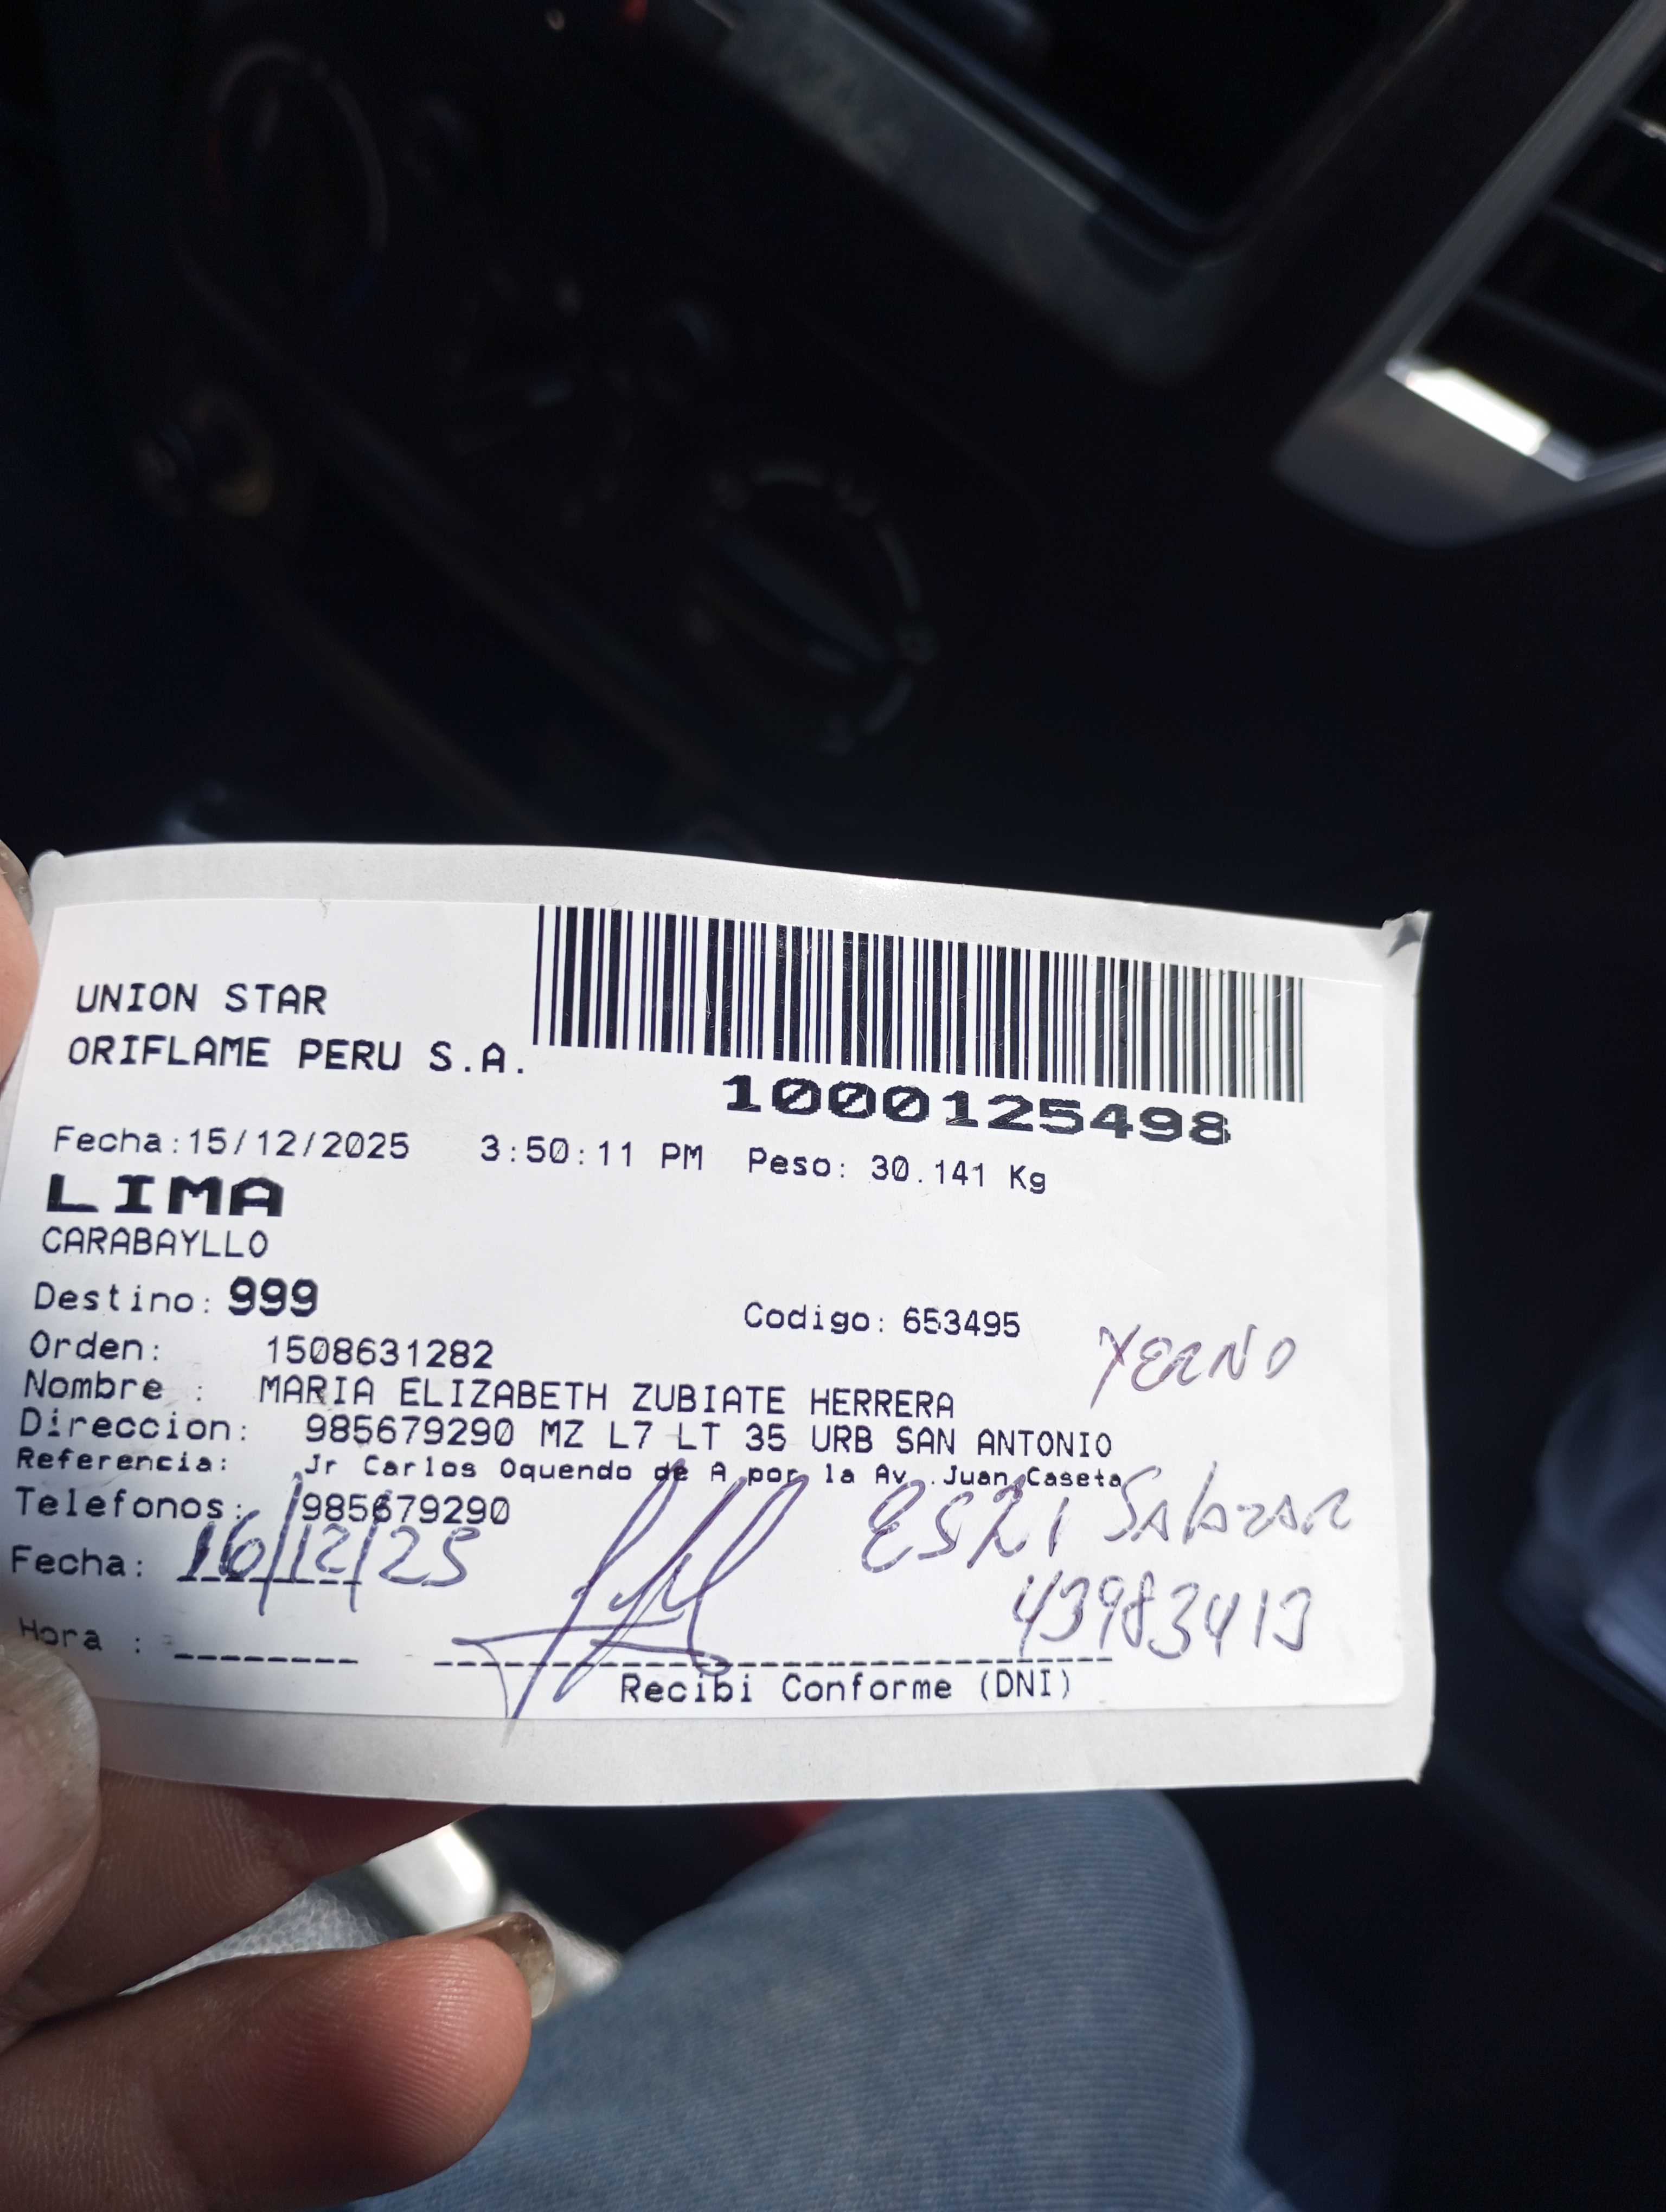 UNION STAR
ORIFLAME PERU S.A.
1000125498
Fecha:15/12/2025 3:50:11 PM Peso: 30.141 Kg
LIMA
CARABAYLLO
Destino: 999 Codigo: 653495
YERNO
Orden: 1508631282
Nombre : MARIA ELIZABETH ZUBIATE HERRERA
Direccion: 985679290 MZ L7 LT 35 URB SAN ANTONIO
Referencia: Jr Carlos Oquendo de A por la Av. Juan Caseta
Telefonos: 985679290
Salazar
Fecha: 16/12/25
43983413
Hora :
Recibi Conforme (DNI)